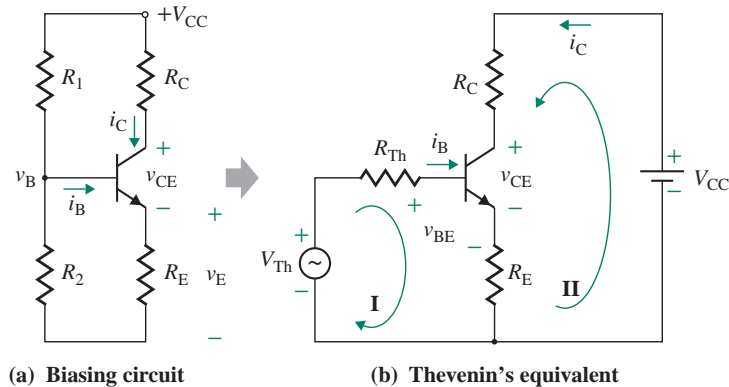 +V_CC
R_1
R_C
i_C
+
v_B
v_CE
i_B
−
+
R_2
R_E
v_E
−
(a) Biasing circuit
i_C
R_C
R_Th
i_B
+
v_CE
+
V_CC
−
+
−
v_BE
+
V_Th
~
−
−
R_E
I
II
(b) Thevenin's equivalent